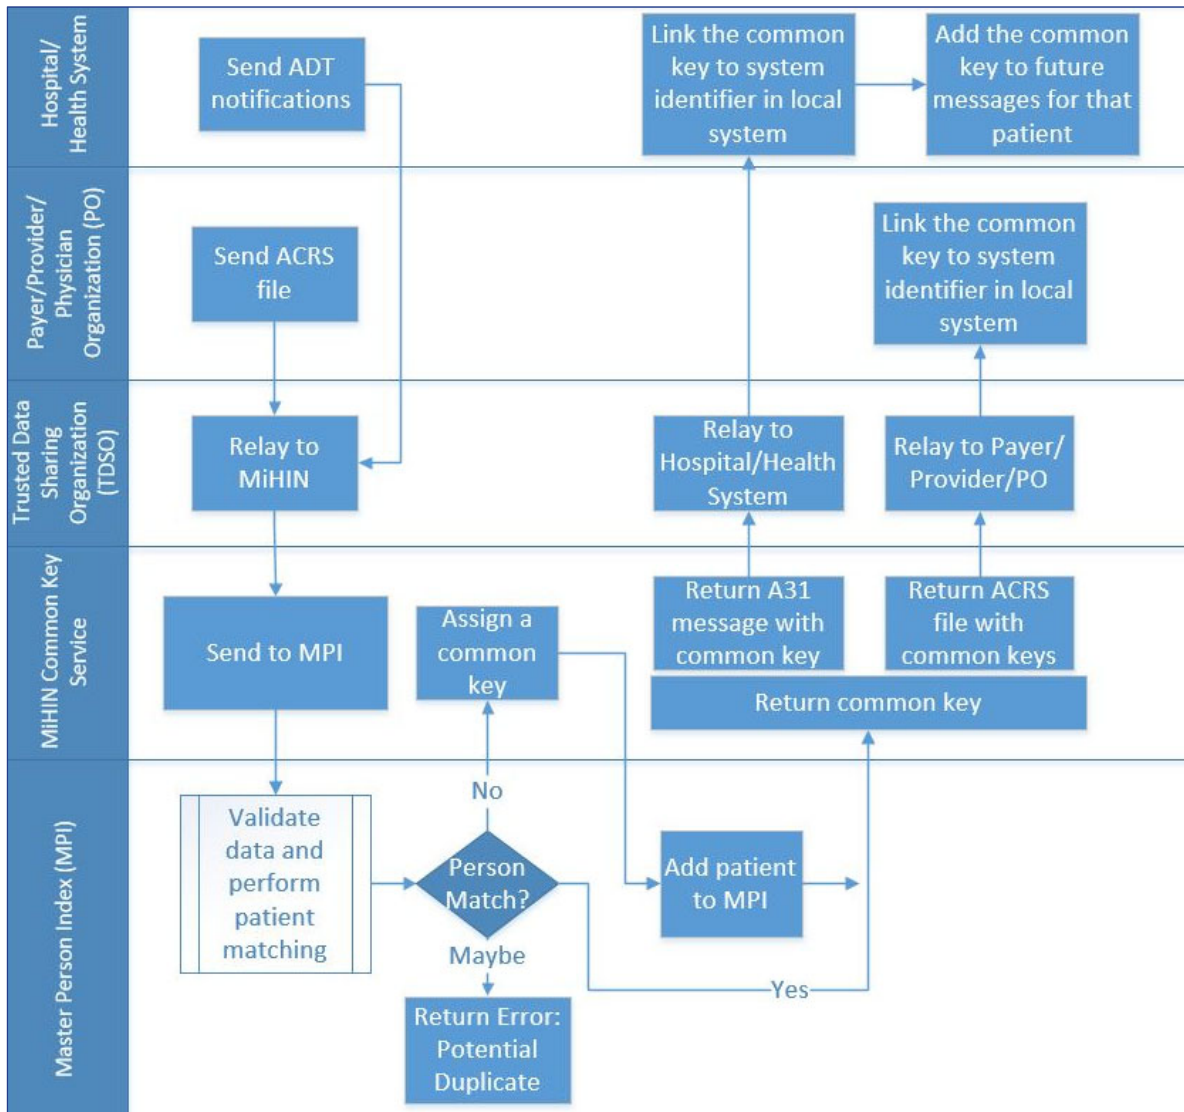 Hospital/
Health System
Send ADT
notifications
Link the common
key to system
identifier in local
system
Add the common
key to future
messages for that
patient
Payer/Provider/
Physician
Organization (PO)
Send ACRS
file
Link the common
key to system
identifier in local
system
Trusted Data
Sharing
Organization
(TDSO)
Relay to
MiHIN
Relay to
Hospital/Health
System
Relay to Payer/
Provider/PO
MiHIN Common Key
Service
Send to MPI
Assign a
common
key
Return A31
message with
common key
Return ACRS
file with
common keys
Return common key
Master Person Index (MPI)
Validate
data and
perform
patient
matching
No
Person
Match?
Maybe
Yes
Add patient
to MPI
Return Error:
Potential
Duplicate